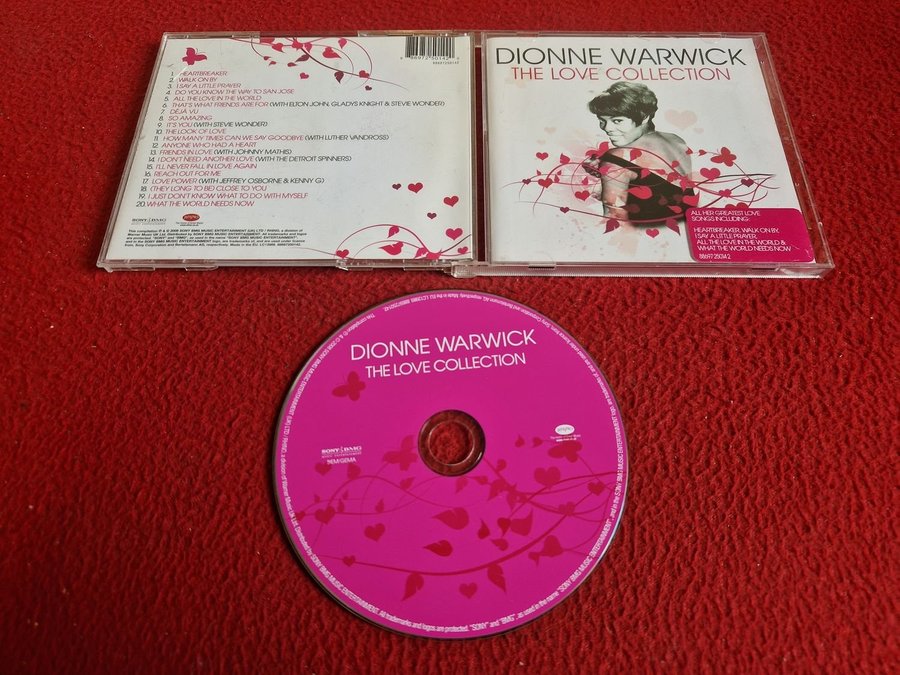 1. HEARTBREAKER
2. WALK ON BY
3. I SAY A LITTLE PRAYER
4. DO YOU KNOW THE WAY TO SAN JOSE
5. ALL THE LOVE IN THE WORLD
6. THAT'S WHAT FRIENDS ARE FOR (WITH ELTON JOHN, GLADYS KNIGHT & STEVIE WONDER)
7. DÉJÀ VU
8. SO AMAZING
9. IT'S YOU (WITH STEVIE WONDER)
10. THE LOOK OF LOVE
11. HOW MANY TIMES CAN WE SAY GOODBYE (WITH LUTHER VANDROSS)
12. ANYONE WHO HAD A HEART
13. FRIENDS IN LOVE (WITH JOHNNY MATHIS)
14. I DON'T NEED ANOTHER LOVE (WITH THE DETROIT SPINNERS)
15. I'LL NEVER FALL IN LOVE AGAIN
16. REACH OUT FOR ME
17. LOVE POWER (WITH JEFFREY OSBORNE & KENNY G)
18. (THEY LONG TO BE) CLOSE TO YOU
19. I JUST DON'T KNOW WHAT TO DO WITH MYSELF
20. WHAT THE WORLD NEEDS NOW
SONY BMG
MUSIC ENTERTAINMENT
DIONNE WARWICK
THE LOVE COLLECTION
ALL HER GREATEST LOVE
SONGS INCLUDING:
HEARTBREAKER, WALK ON BY,
I SAY A LITTLE PRAYER
ALL THE LOVE IN THE WORLD &
WHAT THE WORLD NEEDS NOW
DIONNE WARWICK
THE LOVE COLLECTION
SONY BMG
MUSIC ENTERTAINMENT
BIEM/GEMA